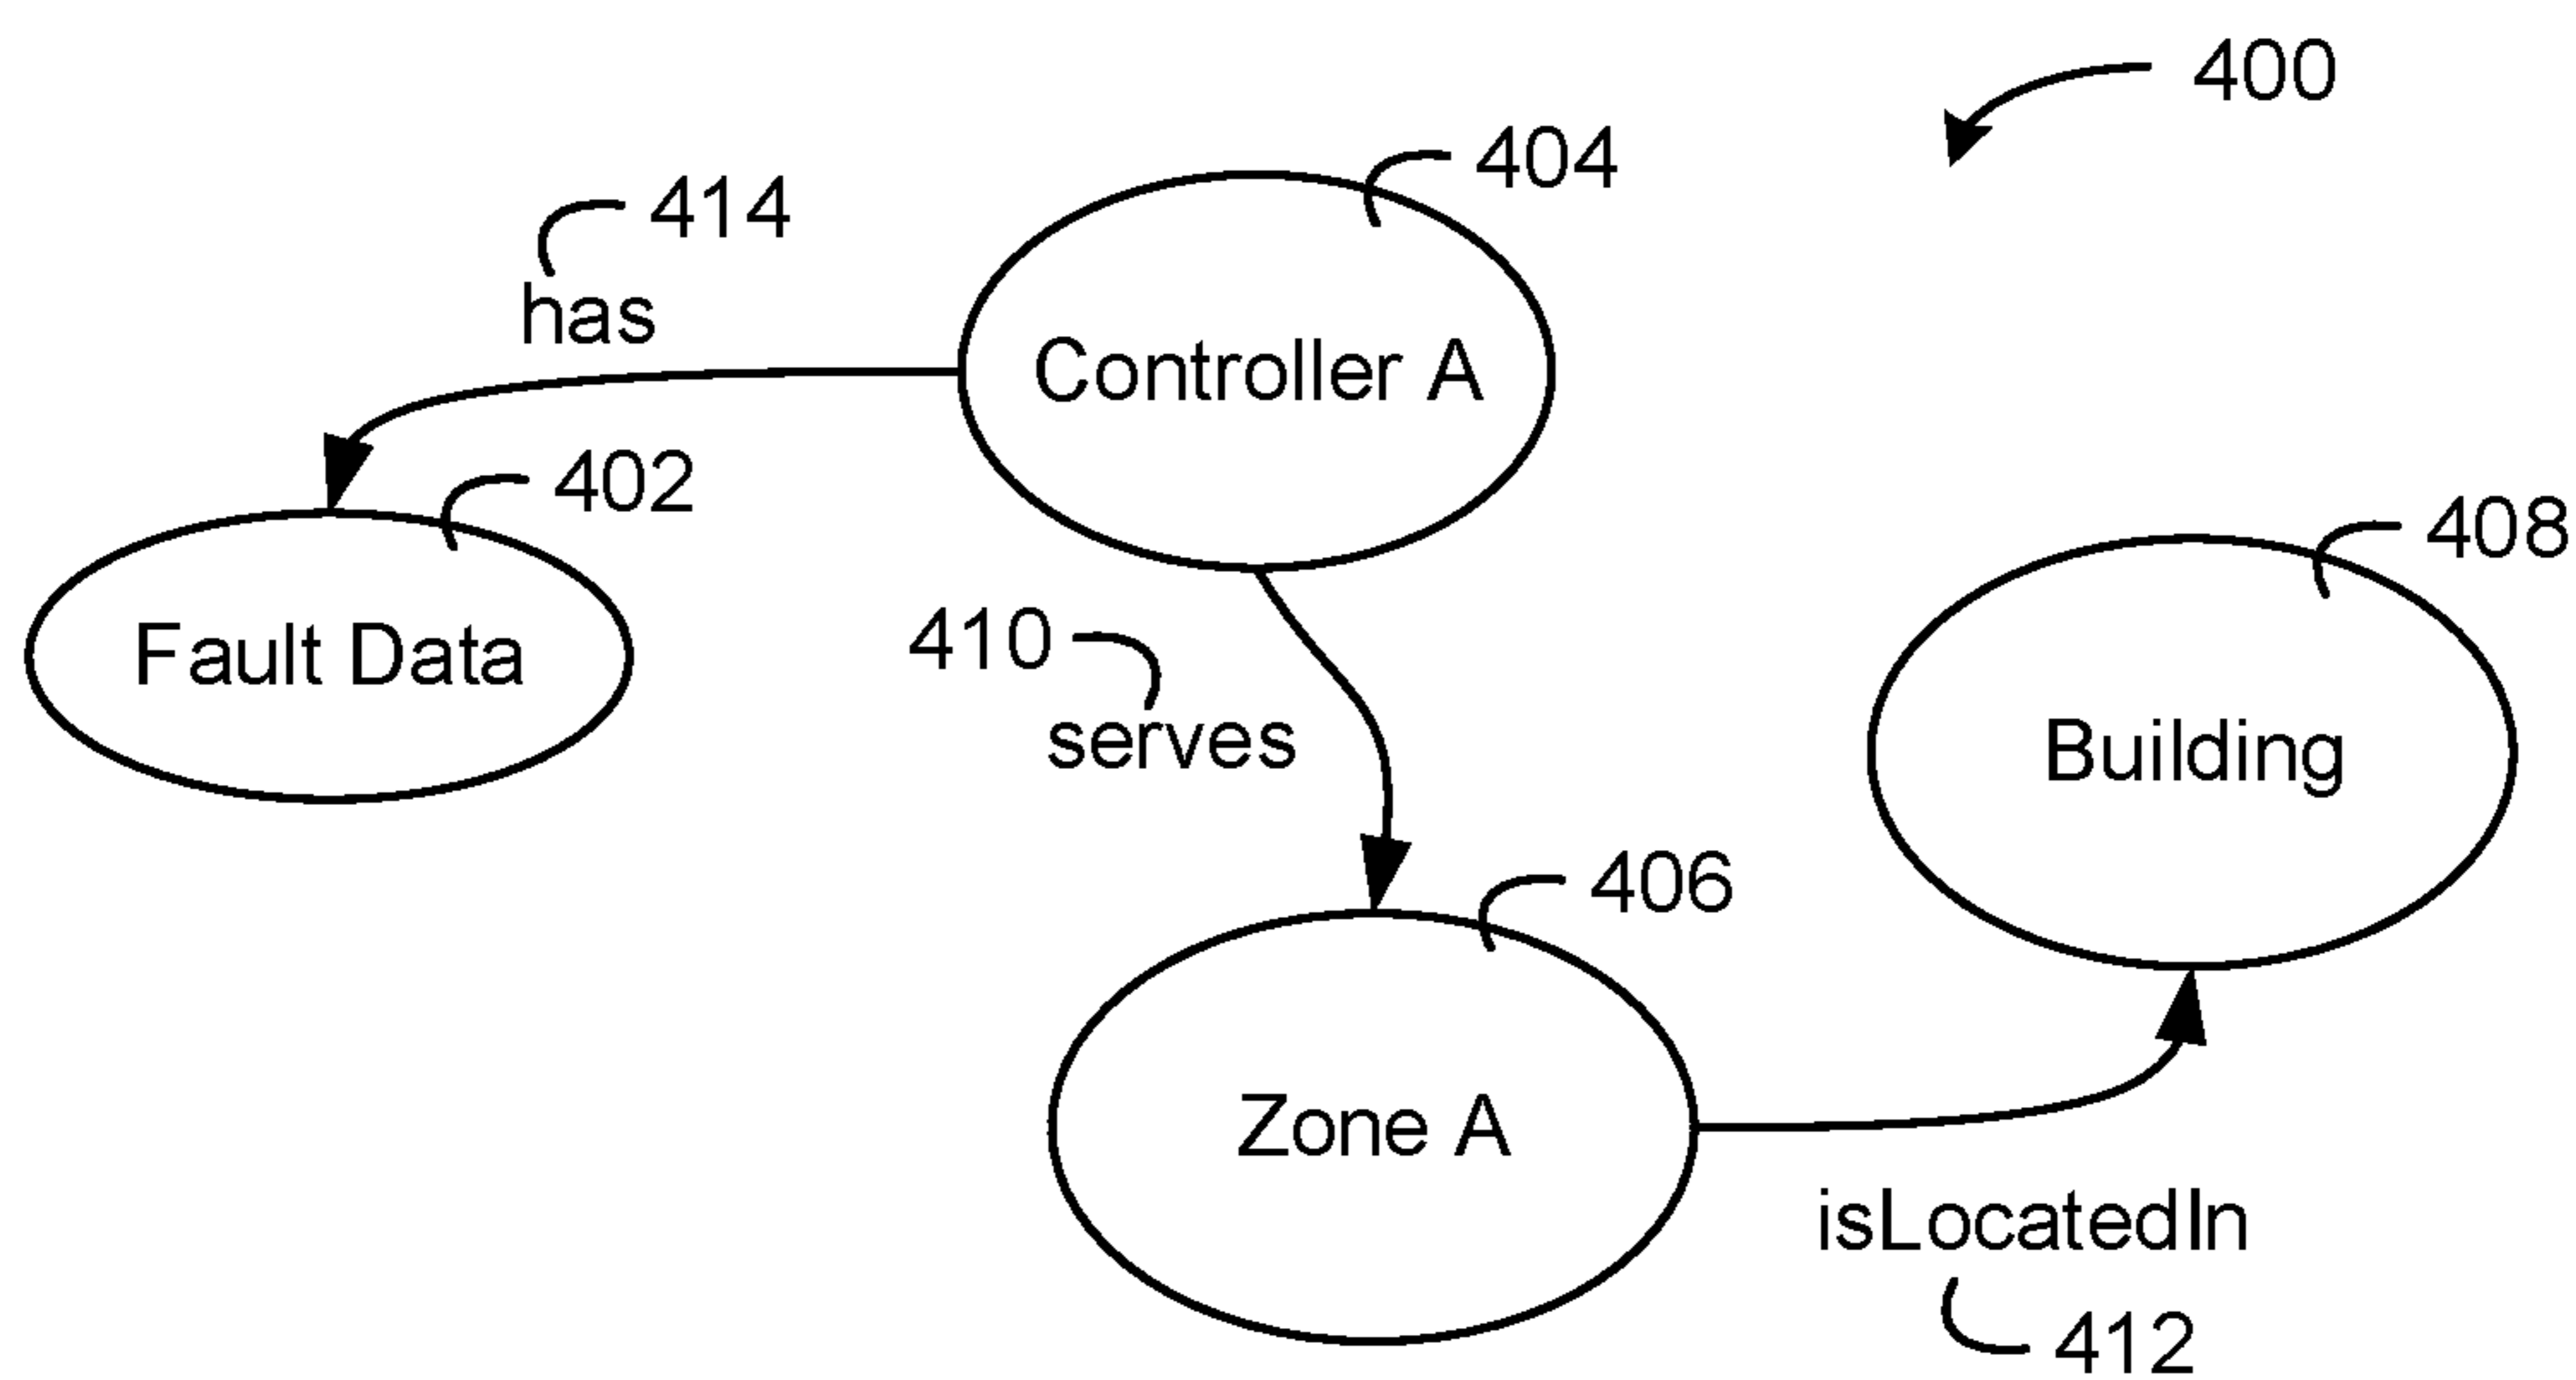 400
404
414
has
Controller A
402
408
Fault Data
410
serves
Building
406
Zone A
isLocatedIn
412